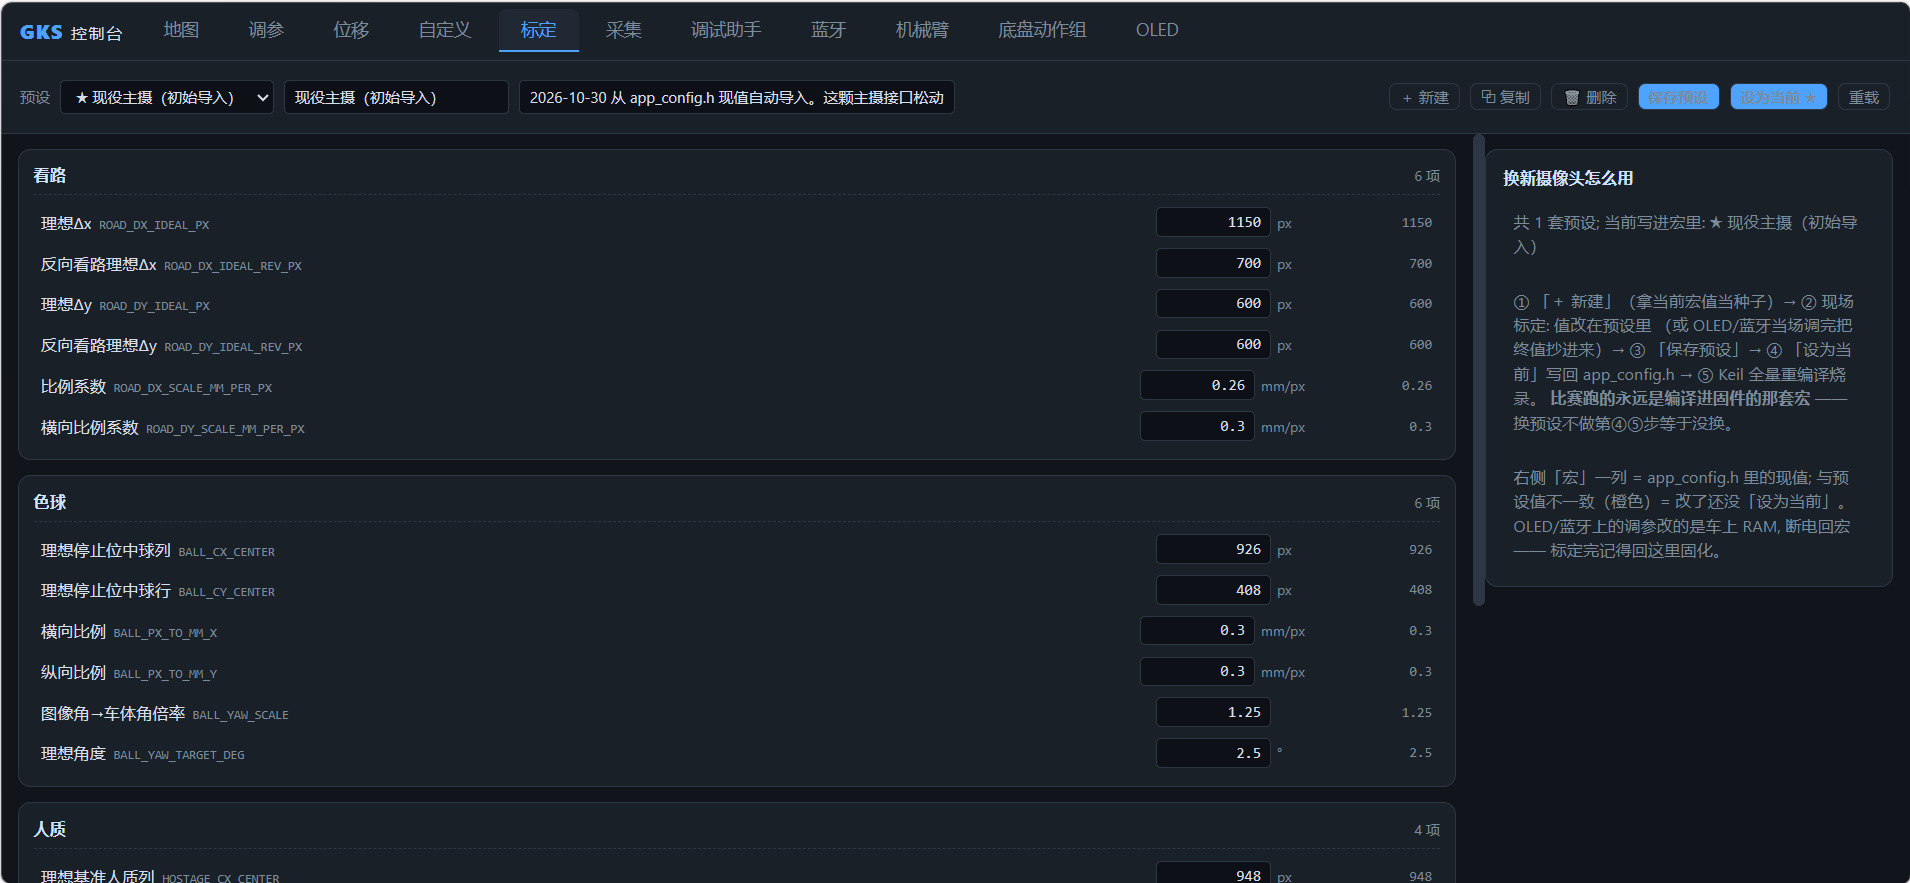 GKS 控制台 地图 调参 位移 自定义 标定 采集 调试助手 蓝牙 机械臂 底盘动作组 OLED
预设 ★ 现役主摄（初始导入） 现役主摄（初始导入） 2026-10-30 从 app_config.h 现值自动导入。这颗主摄接口松动 + 新建 复制 删除 保存预设 设为当前 ★ 重载
看路 6 项
理想Δx ROAD_DX_IDEAL_PX 1150 px 1150
反向看路理想Δx ROAD_DX_IDEAL_REV_PX 700 px 700
理想Δy ROAD_DY_IDEAL_PX 600 px 600
反向看路理想Δy ROAD_DY_IDEAL_REV_PX 600 px 600
比例系数 ROAD_DX_SCALE_MM_PER_PX 0.26 mm/px 0.26
横向比例系数 ROAD_DY_SCALE_MM_PER_PX 0.3 mm/px 0.3
色球 6 项
理想停止位中球列 BALL_CX_CENTER 926 px 926
理想停止位中球行 BALL_CY_CENTER 408 px 408
横向比例 BALL_PX_TO_MM_X 0.3 mm/px 0.3
纵向比例 BALL_PX_TO_MM_Y 0.3 mm/px 0.3
图像角→车体角倍率 BALL_YAW_SCALE 1.25 1.25
理想角度 BALL_YAW_TARGET_DEG 2.5 ° 2.5
人质 4 项
理想基准人质列 HOSTAGE_CX_CENTER 948 px 948
换新摄像头怎么用
共 1 套预设; 当前写进宏里: ★ 现役主摄（初始导
入）
① 「 + 新建」（拿当前宏值当种子）→ ② 现场
标定: 值改在预设里 （或 OLED/蓝牙当场调完把
终值抄进来）→ ③ 「保存预设」→ ④ 「设为当
前」写回 app_config.h → ⑤ Keil 全量重编译烧
录。 比赛跑的永远是编译进固件的那套宏 ——
换预设不做第④⑤步等于没换。
右侧「宏」一列 = app_config.h 里的现值; 与预
设值不一致（橙色）= 改了还没「设为当前」。
OLED/蓝牙上的调参改的是车上 RAM, 断电回宏
—— 标定完记得回这里固化。